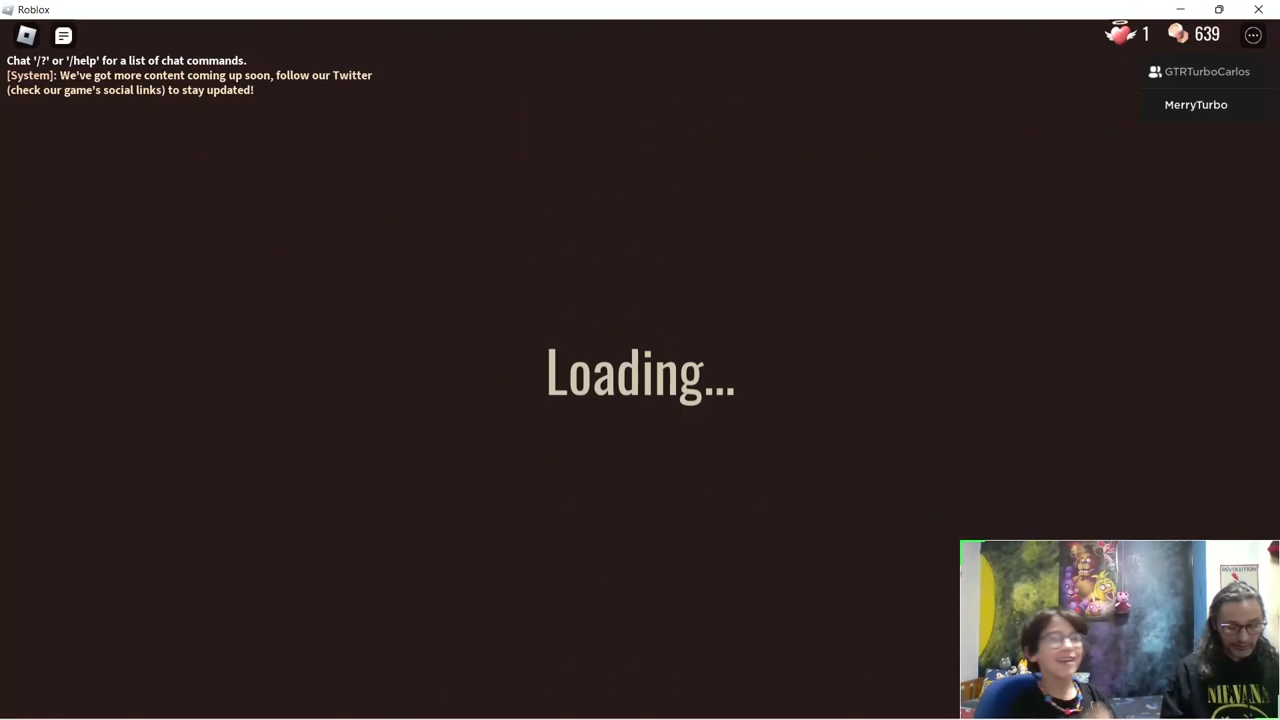 Roblox
1
639
Chat '/?' or '/help' for a list of chat commands.
[System]: We've got more content coming up soon, follow our Twitter
(check our game's social links) to stay updated!
GTRTurboCarlos
MerryTurbo
Loading...
REVOLUTION
NIRVANA